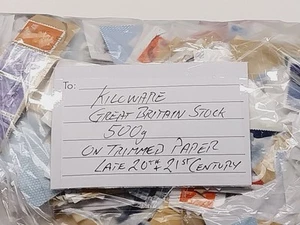 To:
KILOWARE
GREAT BRITAIN STOCK
500g
ON TRIMMED PAPER
LATE 20TH & 21ST CENTURY